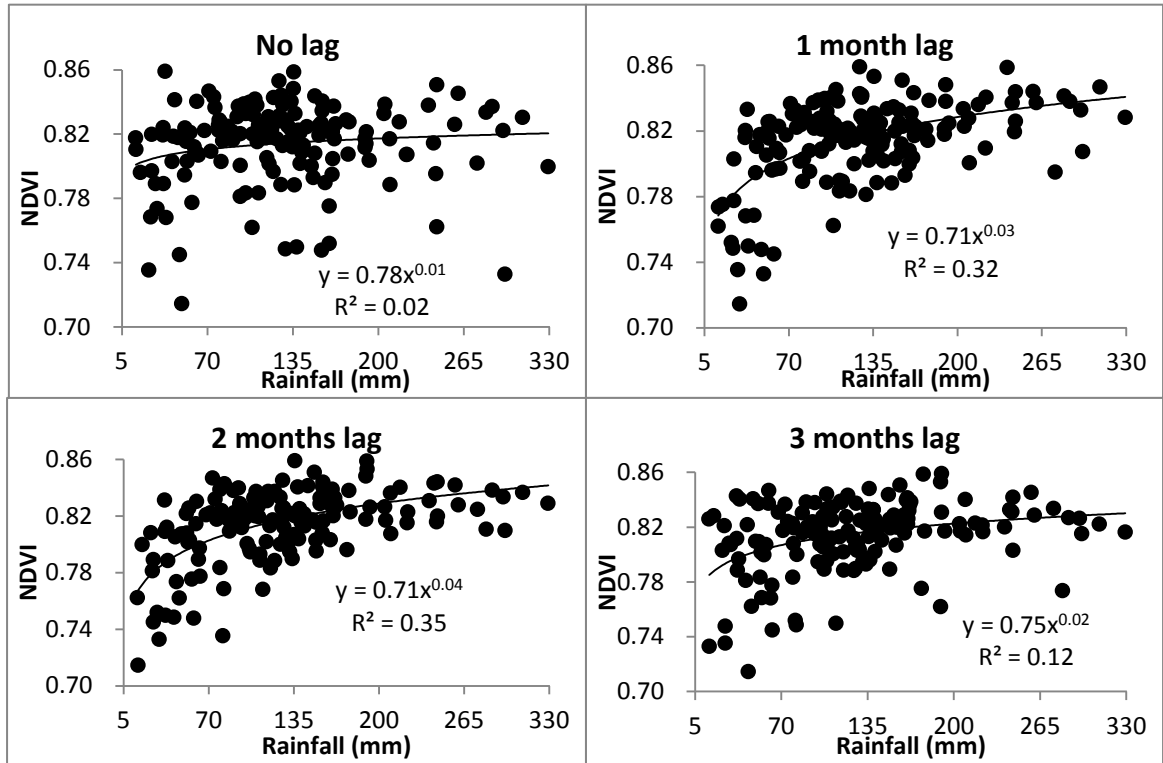 No lag
0.86
0.82
0.78
0.74
0.70
NDVI
y = 0.78x^0.01
R² = 0.02
5 70 135 200 265 330
Rainfall (mm)
1 month lag
0.86
0.82
0.78
0.74
0.70
NDVI
y = 0.71x^0.03
R² = 0.32
5 70 135 200 265 330
Rainfall (mm)
2 months lag
0.86
0.82
0.78
0.74
0.70
NDVI
y = 0.71x^0.04
R² = 0.35
5 70 135 200 265 330
Rainfall (mm)
3 months lag
0.86
0.82
0.78
0.74
0.70
NDVI
y = 0.75x^0.02
R² = 0.12
5 70 135 200 265 330
Rainfall (mm)